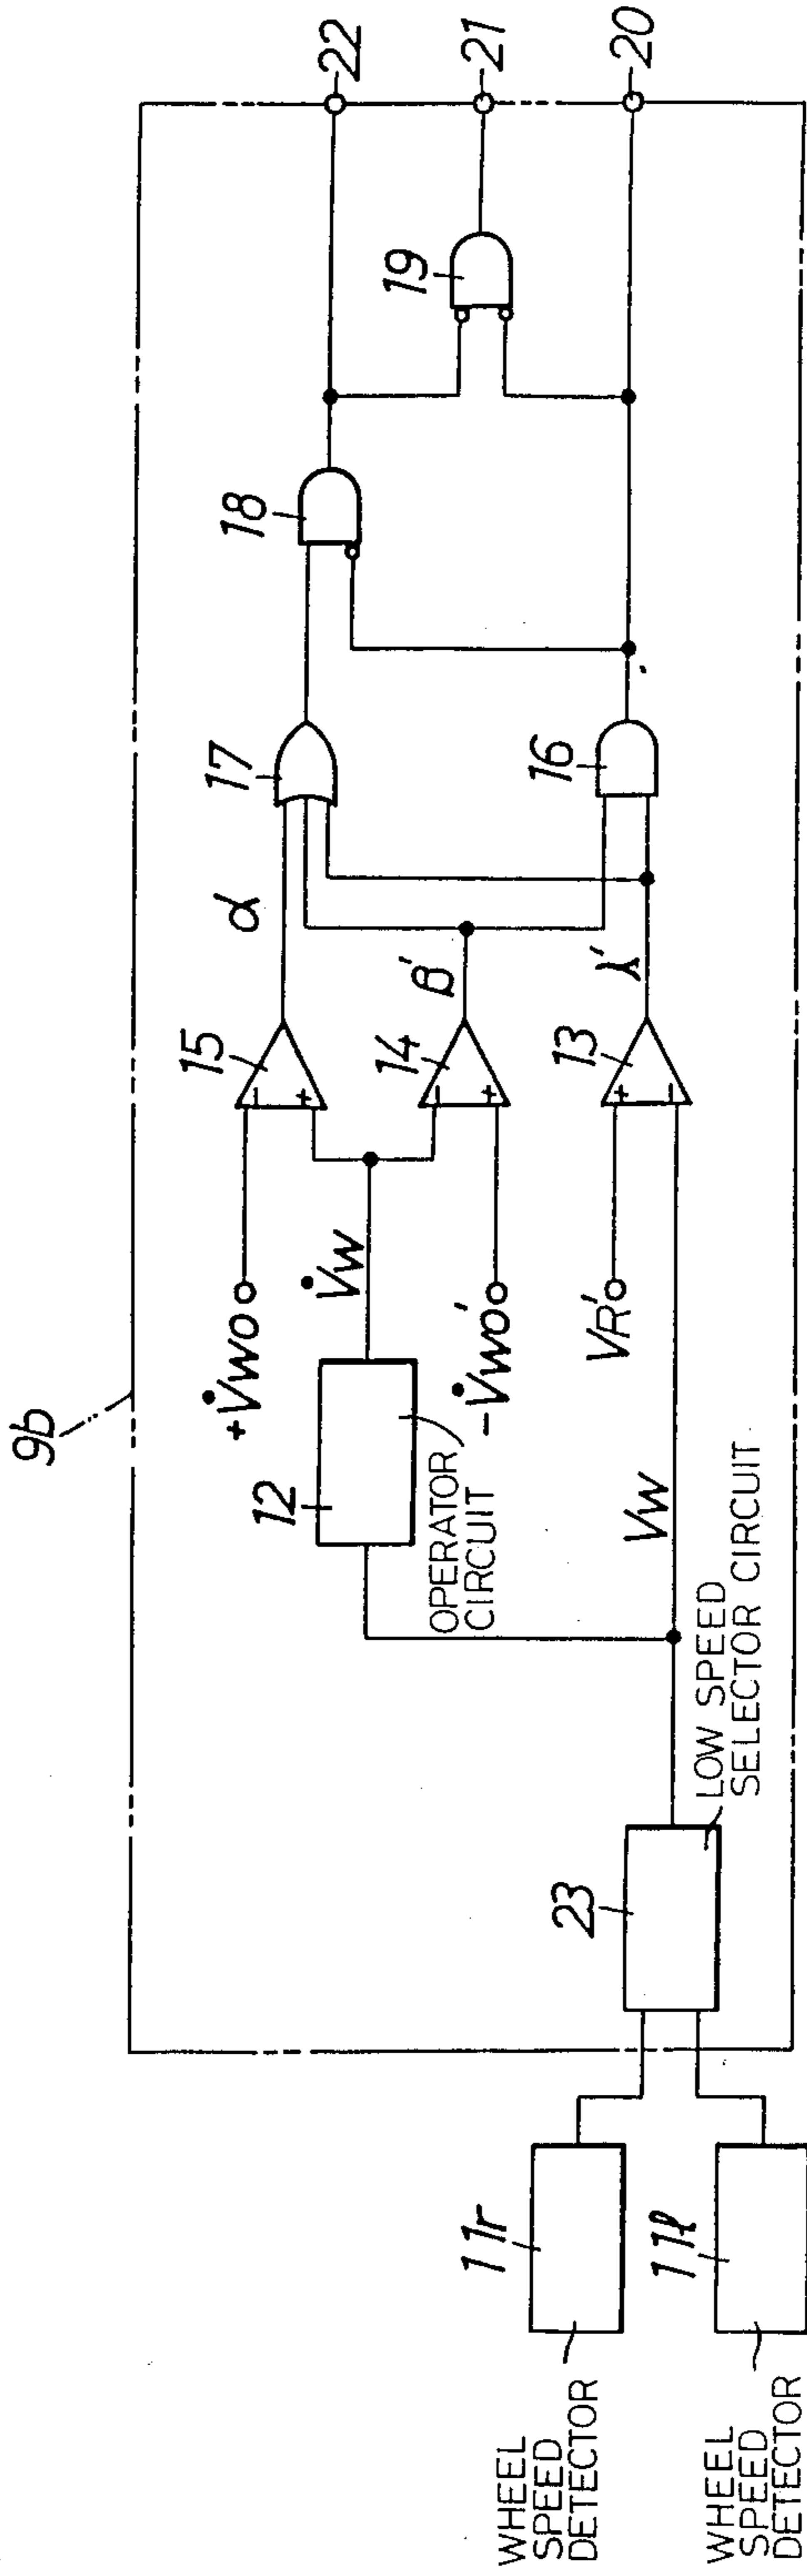 9b
22
21
20
19
18
17
16
α
β'
λ'
15
14
13
+V̇wo
V̇w
-V̇wo'
VR'
Vw
12
OPERATOR
CIRCUIT
23
LOW SPEED
SELECTOR CIRCUIT
11r
11ℓ
WHEEL
SPEED
DETECTOR
WHEEL
SPEED
DETECTOR